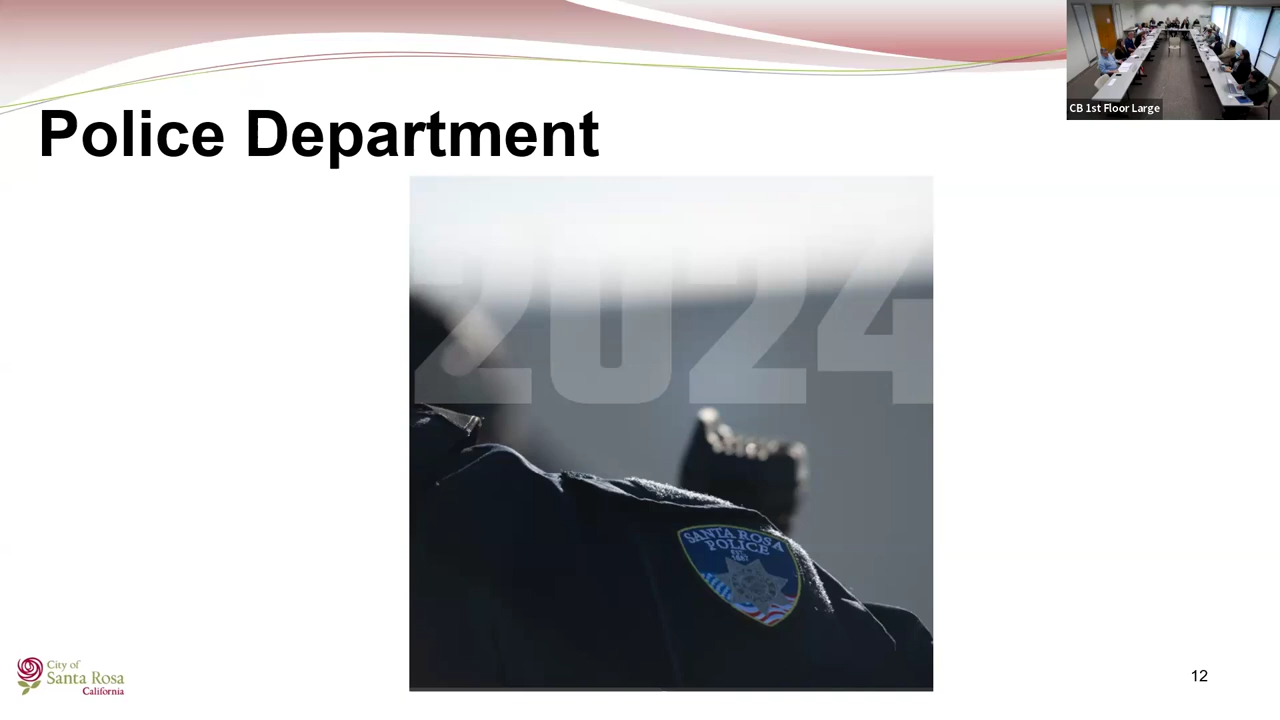 CB 1st Floor Large
Police Department
2024
SANTA ROSA
POLICE
City of
Santa Rosa
California
12